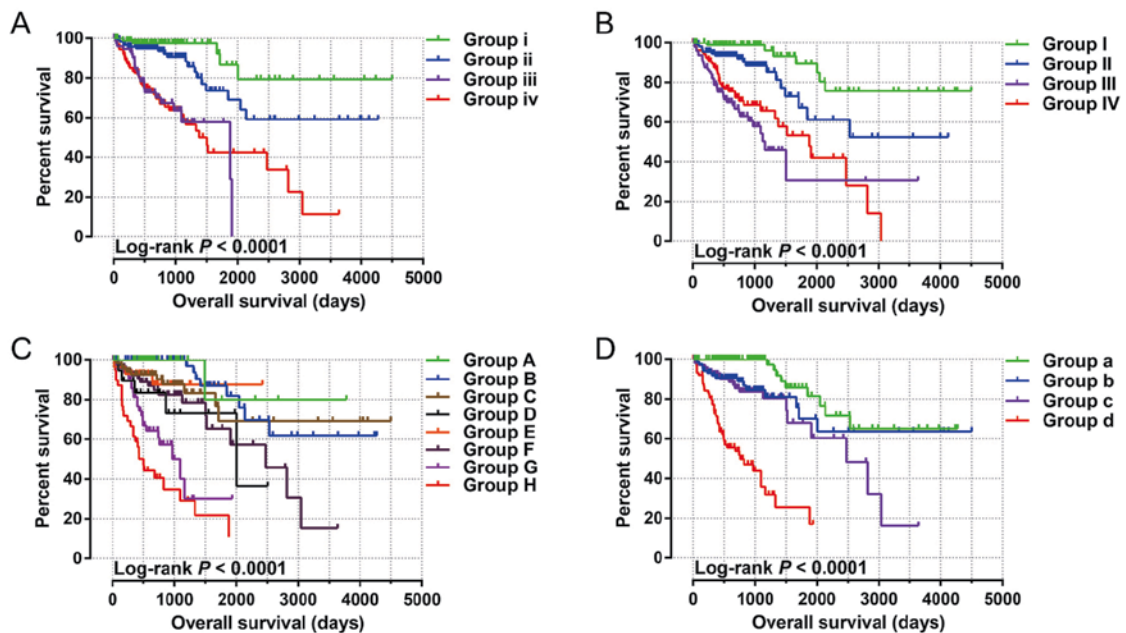 A
Percent survival
100
80
60
40
20
0
Group i
Group ii
Group iii
Group iv
Log-rank P < 0.0001
0 1000 2000 3000 4000 5000
Overall survival (days)
B
Percent survival
100
80
60
40
20
0
Group I
Group II
Group III
Group IV
Log-rank P < 0.0001
0 1000 2000 3000 4000 5000
Overall survival (days)
C
Percent survival
100
80
60
40
20
0
Group A
Group B
Group C
Group D
Group E
Group F
Group G
Group H
Log-rank P < 0.0001
0 1000 2000 3000 4000 5000
Overall survival (days)
D
Percent survival
100
80
60
40
20
0
Group a
Group b
Group c
Group d
Log-rank P < 0.0001
0 1000 2000 3000 4000 5000
Overall survival (days)